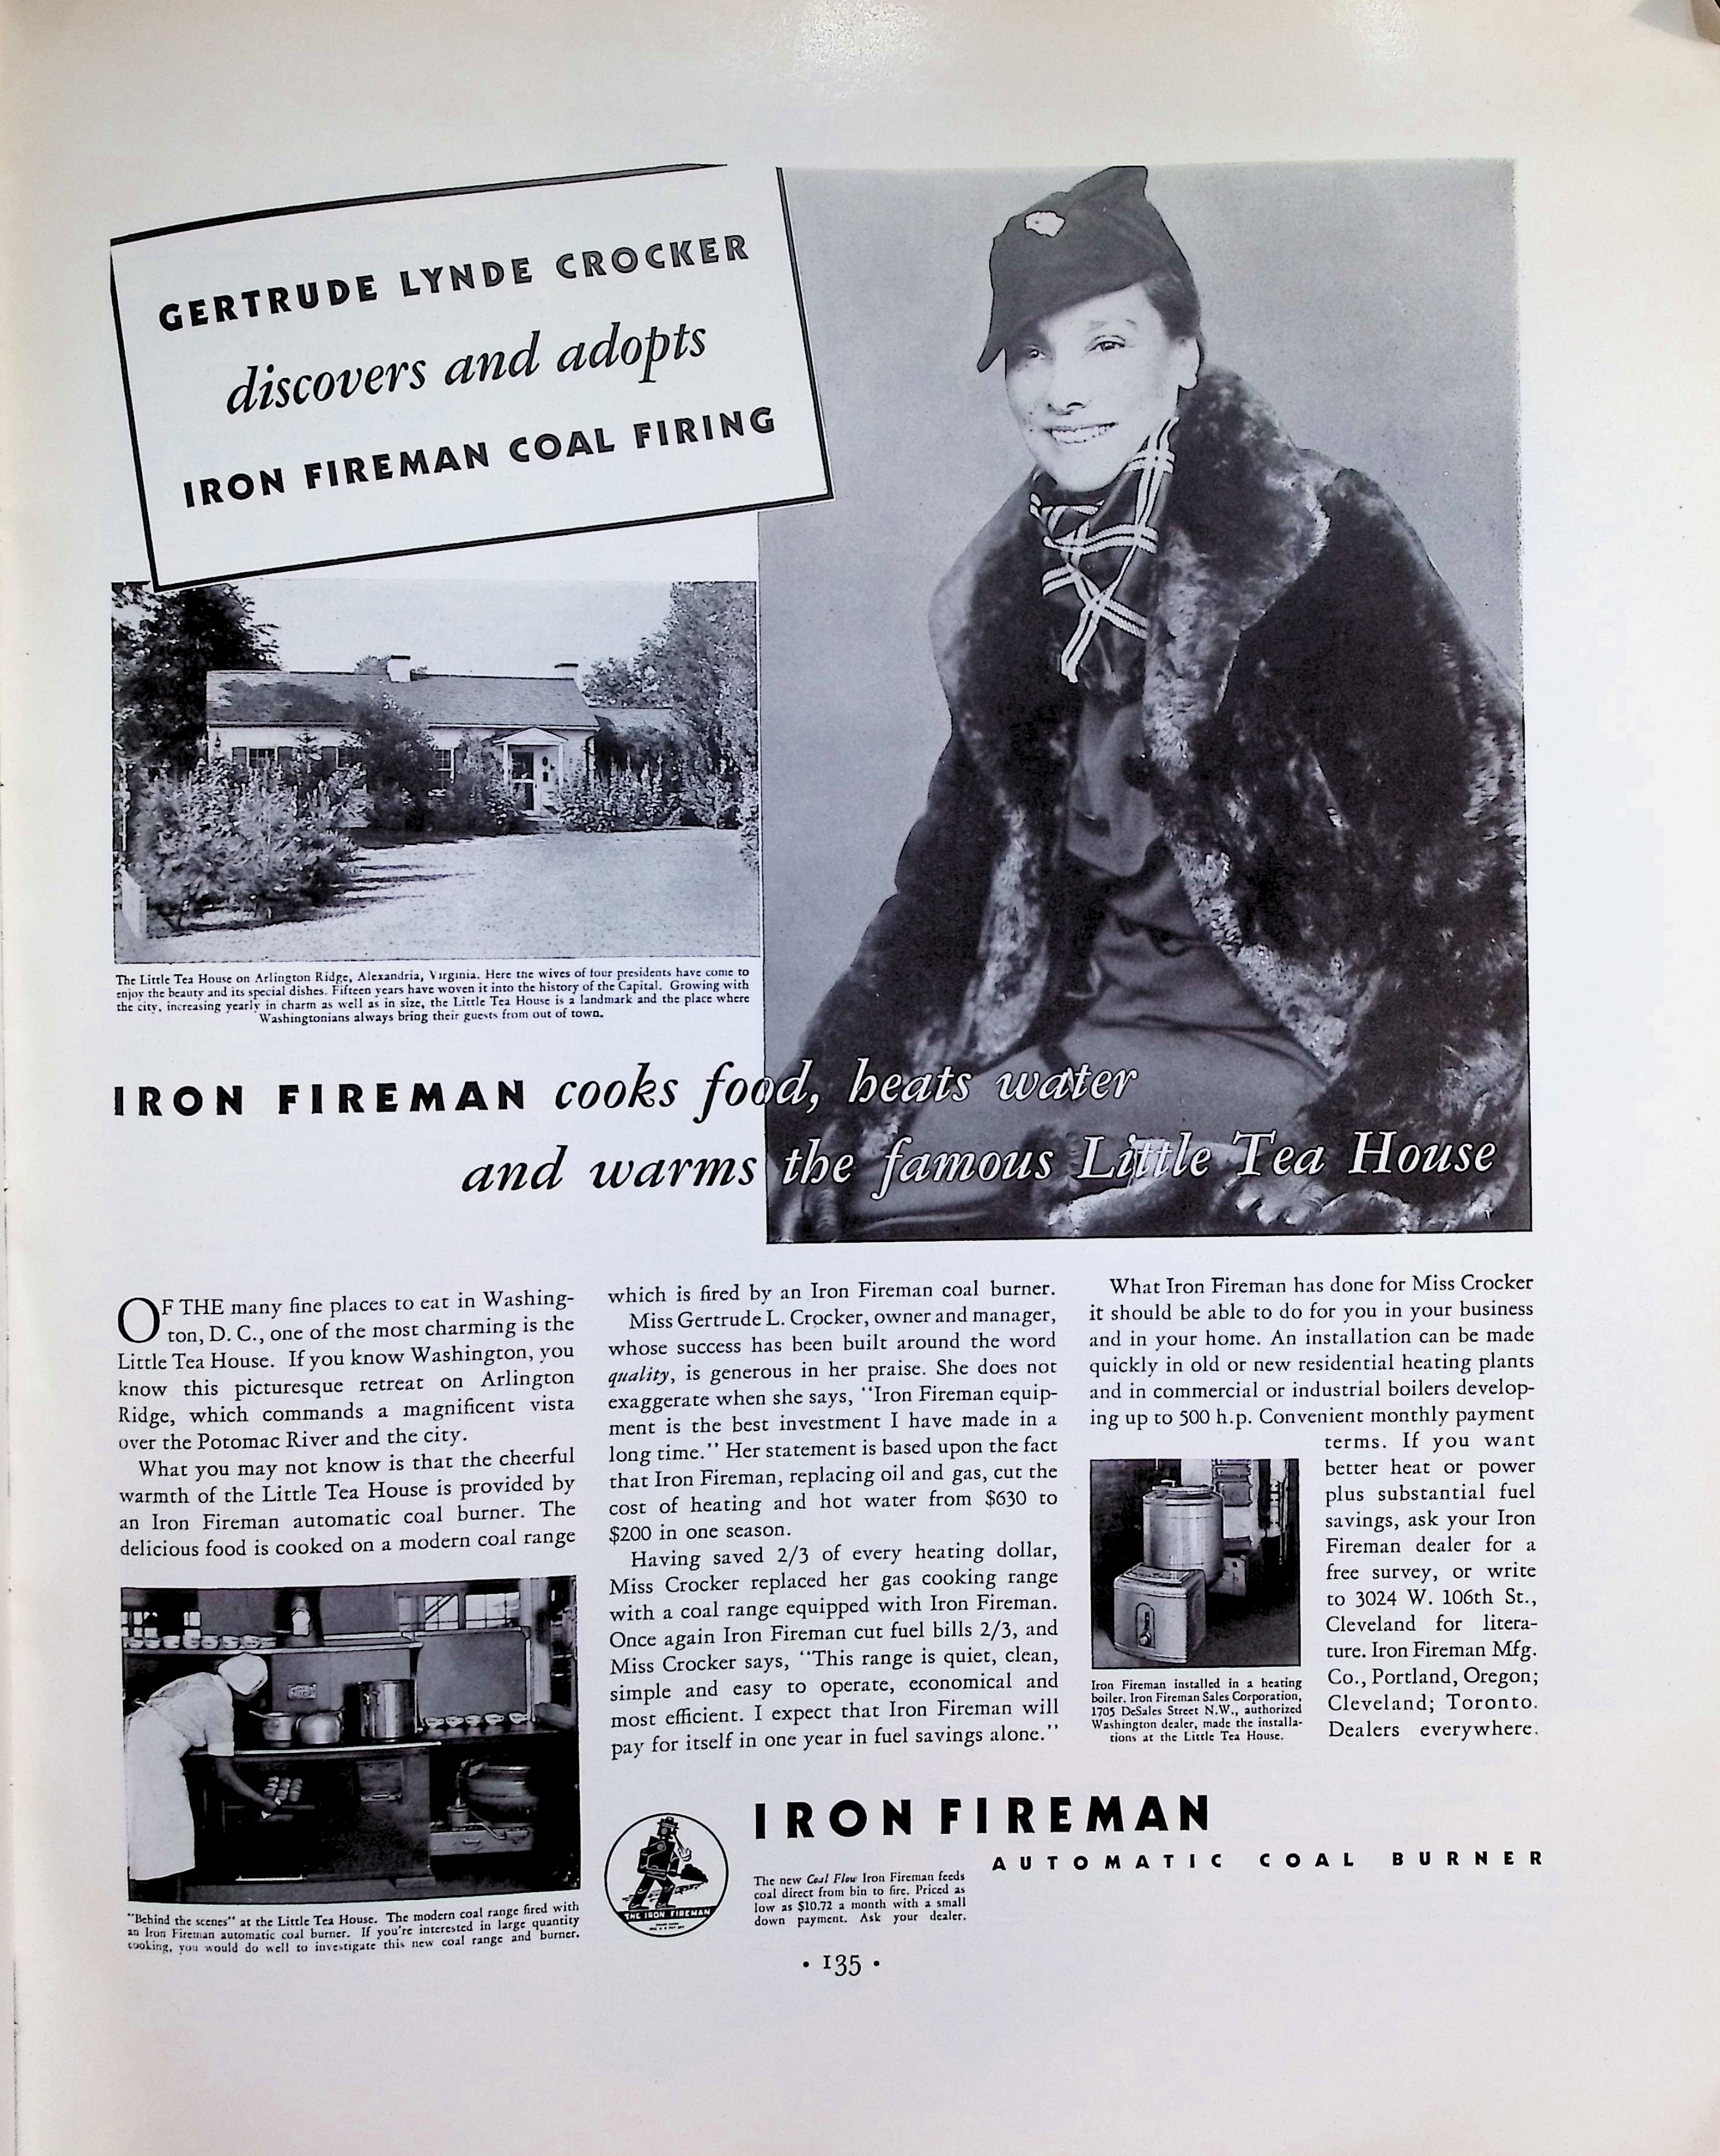 GERTRUDE LYNDE CROCKER
discovers and adopts
IRON FIREMAN COAL FIRING
The Little Tea House on Arlington Ridge, Alexandria, Virginia. Here the wives of four presidents have come to
enjoy the beauty and its special dishes. Fifteen years have woven it into the history of the Capital. Growing with
the city, increasing yearly in charm as well as in size, the Little Tea House is a landmark and the place where
Washingtonians always bring their guests from out of town.
IRON FIREMAN cooks food, heats water
and warms the famous Little Tea House
OF THE many fine places to eat in Washing-
ton, D. C., one of the most charming is the
Little Tea House. If you know Washington, you
know this picturesque retreat on Arlington
Ridge, which commands a magnificent vista
over the Potomac River and the city.
What you may not know is that the cheerful
warmth of the Little Tea House is provided by
an Iron Fireman automatic coal burner. The
delicious food is cooked on a modern coal range
"Behind the scenes" at the Little Tea House. The modern coal range fired with
an Iron Fireman automatic coal burner. If you're interested in large quantity
cooking, you would do well to investigate this new coal range and burner.
which is fired by an Iron Fireman coal burner.
Miss Gertrude L. Crocker, owner and manager,
whose success has been built around the word
quality, is generous in her praise. She does not
exaggerate when she says, "Iron Fireman equip-
ment is the best investment I have made in a
long time." Her statement is based upon the fact
that Iron Fireman, replacing oil and gas, cut the
cost of heating and hot water from $630 to
$200 in one season.
Having saved 2/3 of every heating dollar,
Miss Crocker replaced her gas cooking range
with a coal range equipped with Iron Fireman.
Once again Iron Fireman cut fuel bills 2/3, and
Miss Crocker says, "This range is quiet, clean,
simple and easy to operate, economical and
most efficient. I expect that Iron Fireman will
pay for itself in one year in fuel savings alone."
What Iron Fireman has done for Miss Crocker
it should be able to do for you in your business
and in your home. An installation can be made
quickly in old or new residential heating plants
and in commercial or industrial boilers develop-
ing up to 500 h.p. Convenient monthly payment
terms. If you want
better heat or power
plus substantial fuel
savings, ask your Iron
Fireman dealer for a
free survey, or write
to 3024 W. 106th St.,
Cleveland for litera-
ture. Iron Fireman Mfg.
Co., Portland, Oregon;
Cleveland; Toronto.
Dealers everywhere.
Iron Fireman installed in a heating
boiler. Iron Fireman Sales Corporation,
1705 DeSales Street N.W., authorized
Washington dealer, made the installa-
tions at the Little Tea House.
THE IRON FIREMAN
IRON FIREMAN
AUTOMATIC COAL BURNER
The new Coal Flow Iron Fireman feeds
coal direct from bin to fire. Priced as
low as $10.72 a month with a small
down payment. Ask your dealer.
• 135 •